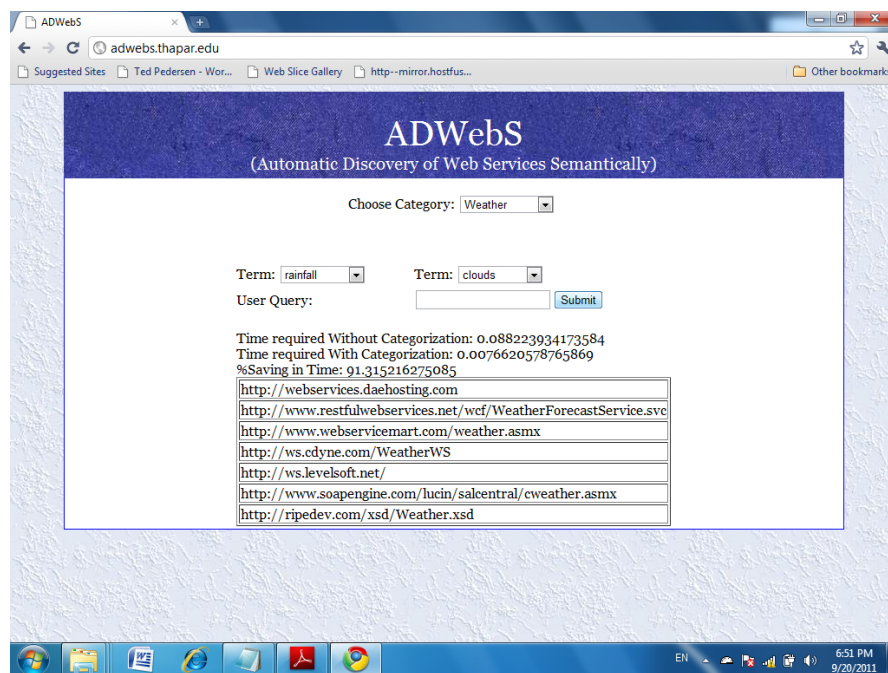 ADWebS
adwebs.thapar.edu
Suggested Sites Ted Pedersen - Wor... Web Slice Gallery http--mirror.hostfus... Other bookmark
ADWebS
(Automatic Discovery of Web Services Semantically)
Choose Category: Weather
Term: rainfall Term: clouds
User Query: Submit
Time required Without Categorization: 0.088223934173584
Time required With Categorization: 0.0076620578765869
%Saving in Time: 91.315216275085
http://webservices.daehosting.com
http://www.restfulwebservices.net/wcf/WeatherForecastService.svc
http://www.webservicemart.com/weather.asmx
http://ws.cdyne.com/WeatherWS
http://ws.levelsoft.net/
http://www.soapengine.com/lucin/salcentral/cweather.asmx
http://ripedev.com/xsd/Weather.xsd
EN 6:51 PM
9/20/2011